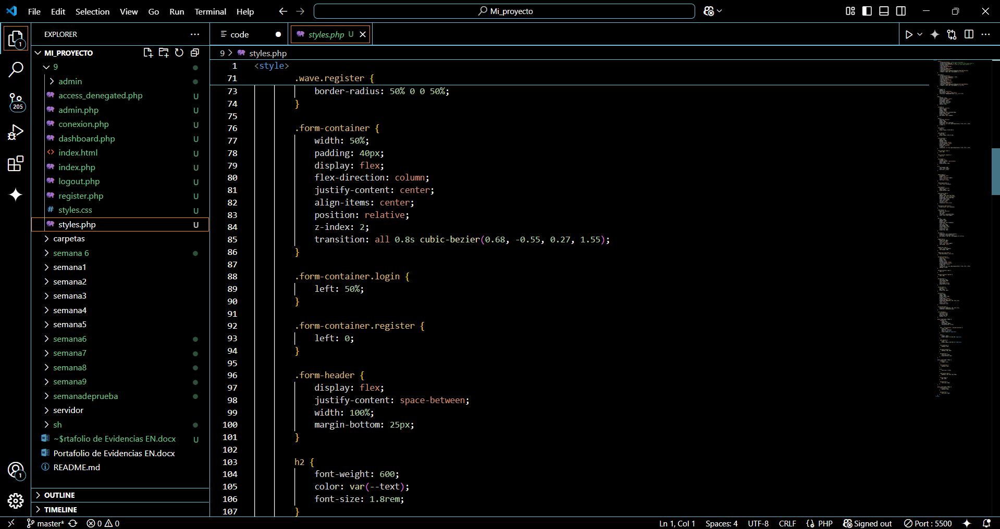 File Edit Selection View Go Run Terminal Help
Mi_proyecto
EXPLORER
MI_PROYECTO
9
admin
access_denegated.php U
admin.php U
conexion.php U
dashboard.php U
index.html U
index.php U
logout.php U
register.php U
styles.css U
styles.php U
carpetas
semana 6
semana1
semana2
semana3
semana4
semana5
semana6
semana7
semana8
semana9
semanadeprueba
servidor
sh
~$rtafolio de Evidencias EN.docx U
Portafolio de Evidencias EN.docx
README.md
OUTLINE
TIMELINE
1
205
1
code
styles.php U
9 > styles.php
1 <style>
71 .wave.register {
73 border-radius: 50% 0 0 50%;
74 }
75
76 .form-container {
77 width: 50%;
78 padding: 40px;
79 display: flex;
80 flex-direction: column;
81 justify-content: center;
82 align-items: center;
83 position: relative;
84 z-index: 2;
85 transition: all 0.8s cubic-bezier(0.68, -0.55, 0.27, 1.55);
86 }
87
88 .form-container.login {
89 left: 50%;
90 }
91
92 .form-container.register {
93 left: 0;
94 }
95
96 .form-header {
97 display: flex;
98 justify-content: space-between;
99 width: 100%;
100 margin-bottom: 25px;
101 }
102
103 h2 {
104 font-weight: 600;
105 color: var(--text);
106 font-size: 1.8rem;
107 }
master* 0 0
Ln 1, Col 1 Spaces: 4 UTF-8 CRLF PHP Signed out Port : 5500